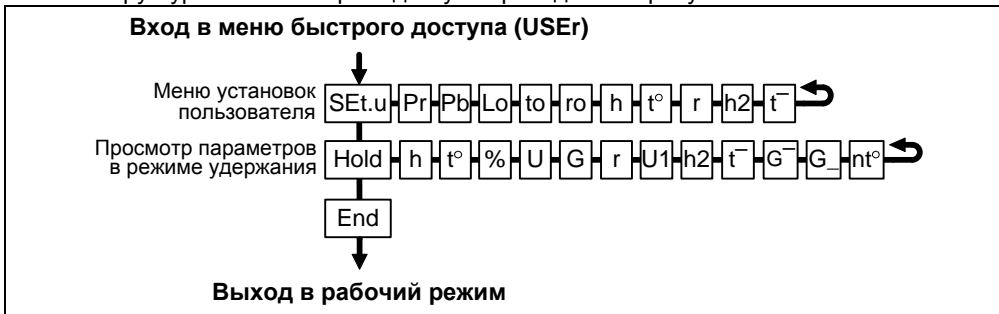 Вход в меню быстрого доступа (USEr)
Меню установок
пользователя
SEt.u Pr Pb Lo to ro h t° r h2 t¯
Просмотр параметров
в режиме удержания
Hold h t° % U G r U1 h2 t¯ G¯ G_ nt°
End
Выход в рабочий режим